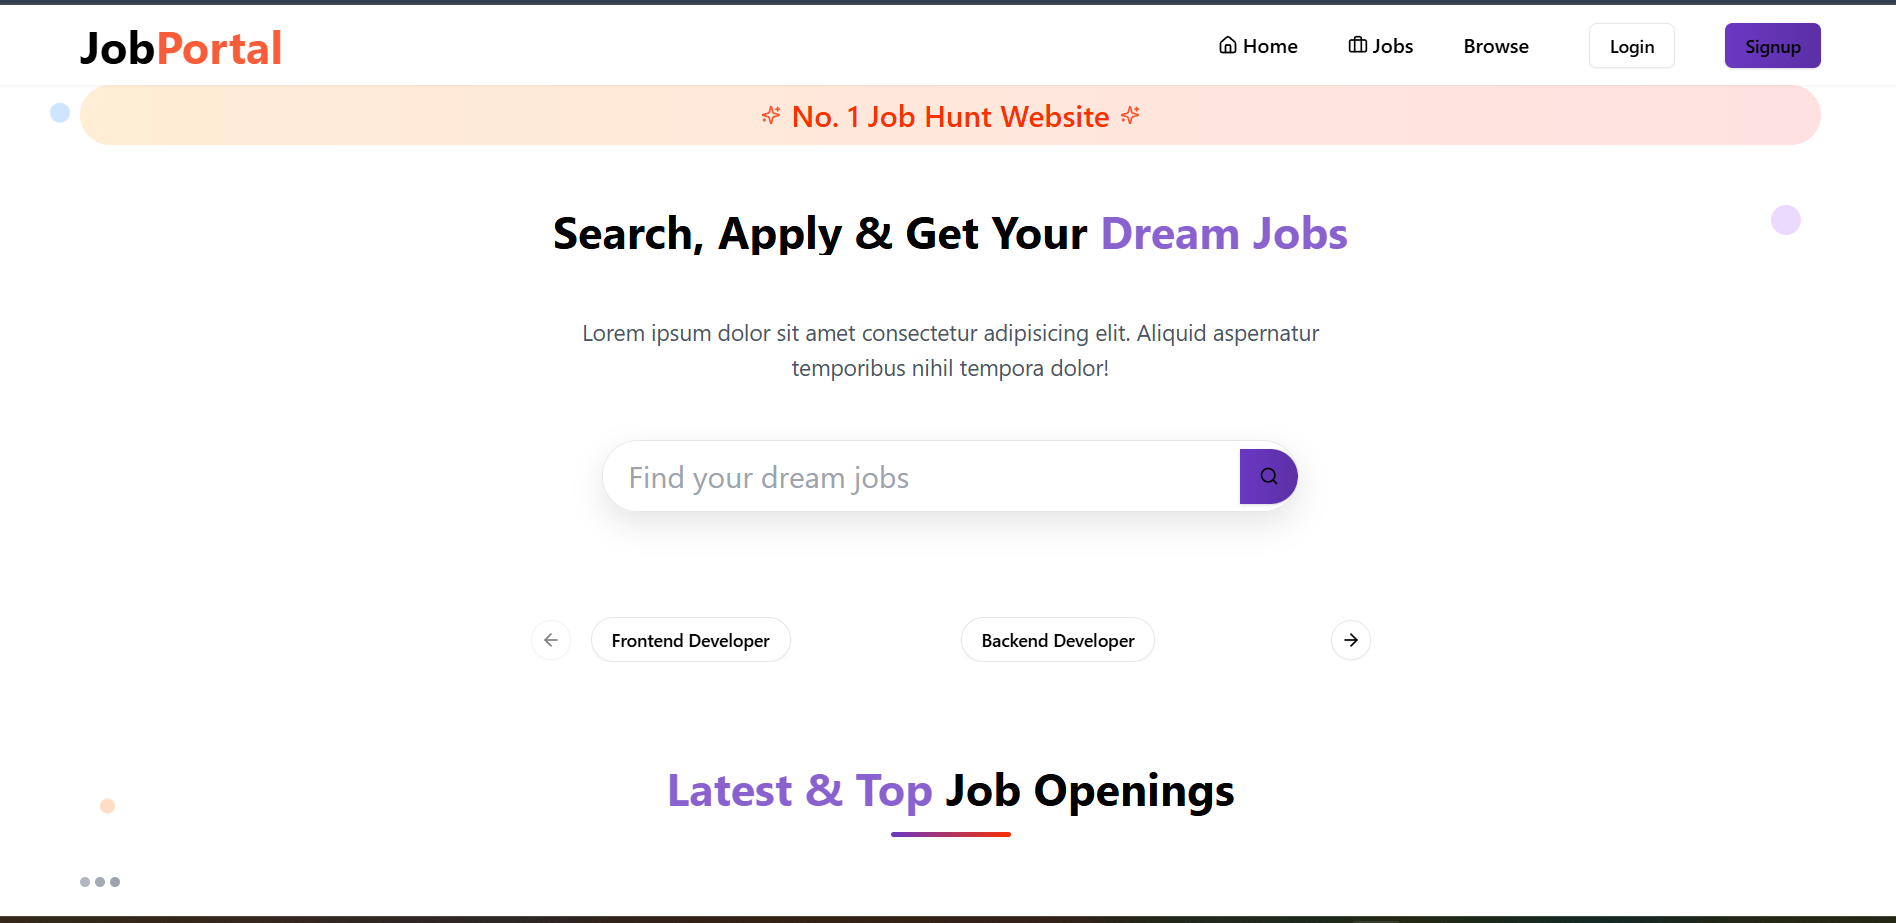 JobPortal
Home
Jobs
Browse
Login
Signup
No. 1 Job Hunt Website
Search, Apply & Get Your Dream Jobs
Lorem ipsum dolor sit amet consectetur adipisicing elit. Aliquid aspernatur
temporibus nihil tempora dolor!
Find your dream jobs
Frontend Developer
Backend Developer
Latest & Top Job Openings